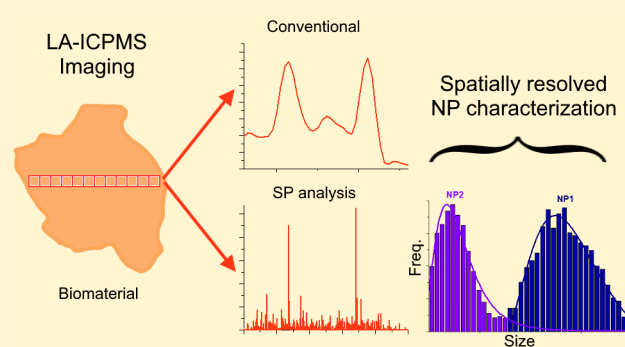 LA-ICPMS
Imaging
Biomaterial
Conventional
SP analysis
Spatially resolved
NP characterization
NP2
NP1
Freq.
Size